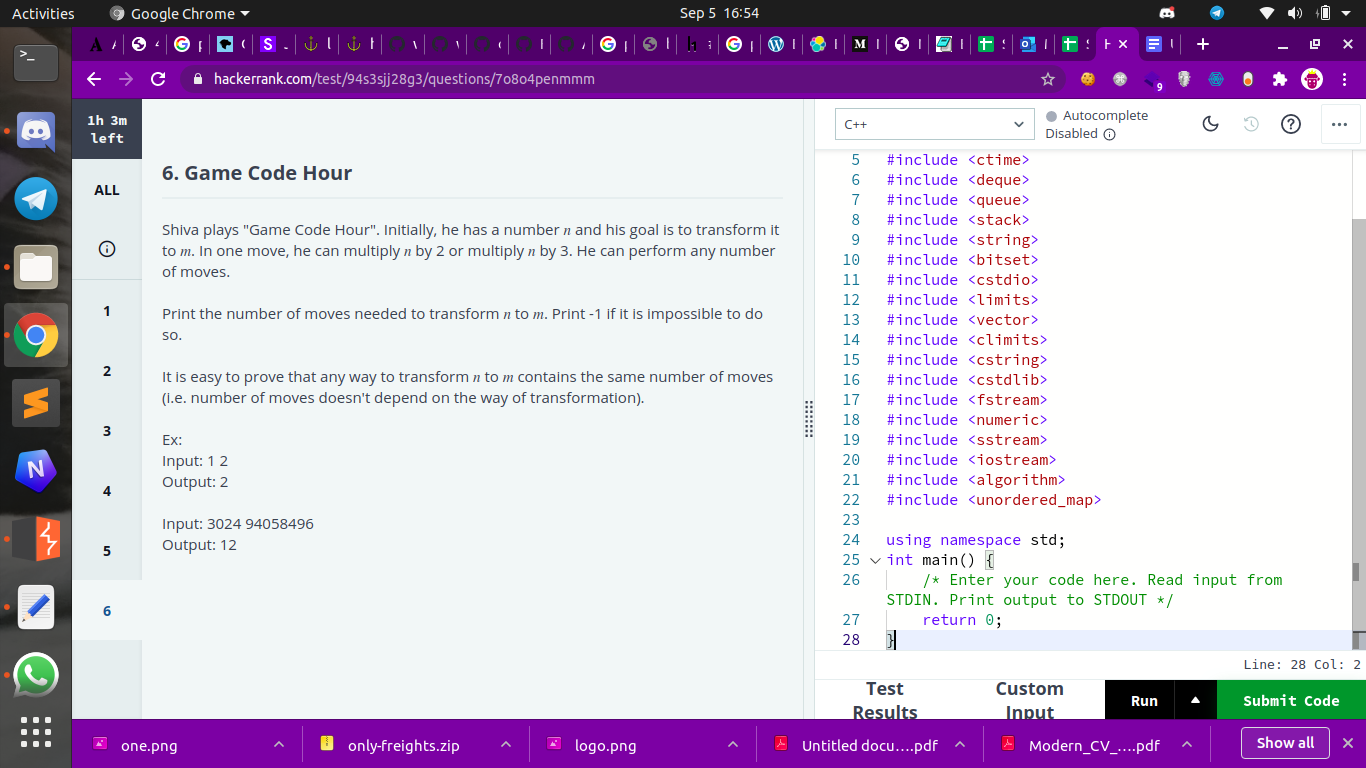 Activities
Google Chrome
Sep 5 16:54
hackerrank.com/test/94s3sjj28g3/questions/7o8o4penmmm
9
1h 3m
left
ALL
1
2
3
4
5
6
6. Game Code Hour
Shiva plays "Game Code Hour". Initially, he has a number n and his goal is to transform it
to m. In one move, he can multiply n by 2 or multiply n by 3. He can perform any number
of moves.
Print the number of moves needed to transform n to m. Print -1 if it is impossible to do
so.
It is easy to prove that any way to transform n to m contains the same number of moves
(i.e. number of moves doesn't depend on the way of transformation).
Ex:
Input: 1 2
Output: 2
Input: 3024 94058496
Output: 12
C++
Autocomplete
Disabled
5 #include <ctime>
6 #include <deque>
7 #include <queue>
8 #include <stack>
9 #include <string>
10 #include <bitset>
11 #include <cstdio>
12 #include <limits>
13 #include <vector>
14 #include <climits>
15 #include <cstring>
16 #include <cstdlib>
17 #include <fstream>
18 #include <numeric>
19 #include <sstream>
20 #include <iostream>
21 #include <algorithm>
22 #include <unordered_map>
23
24 using namespace std;
25 int main() {
26 /* Enter your code here. Read input from
STDIN. Print output to STDOUT */
27 return 0;
28 }
Line: 28 Col: 2
Test
Results
Custom
Input
Run
Submit Code
one.png
only-freights.zip
logo.png
Untitled docu....pdf
Modern_CV_....pdf
Show all